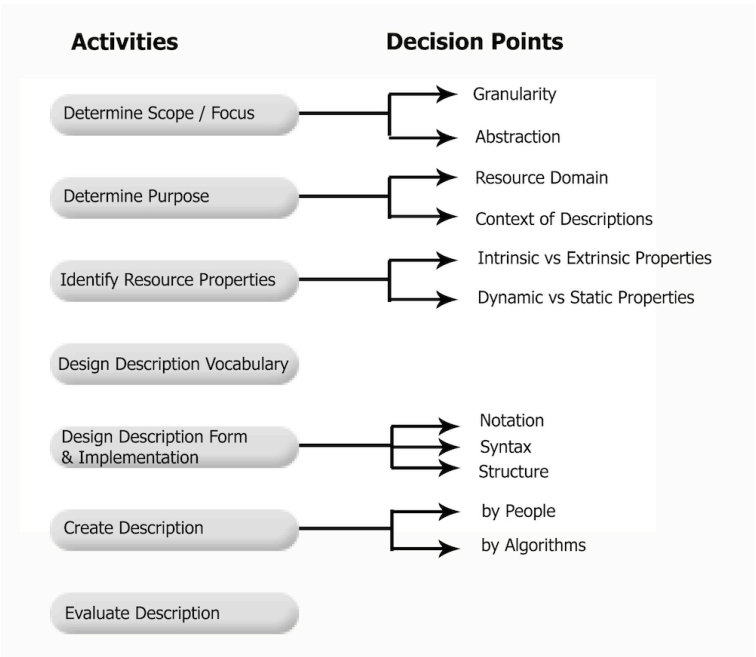 Activities
Decision Points
Determine Scope / Focus
Granularity
Abstraction
Determine Purpose
Resource Domain
Context of Descriptions
Identify Resource Properties
Intrinsic vs Extrinsic Properties
Dynamic vs Static Properties
Design Description Vocabulary
Design Description Form
& Implementation
Notation
Syntax
Structure
Create Description
by People
by Algorithms
Evaluate Description